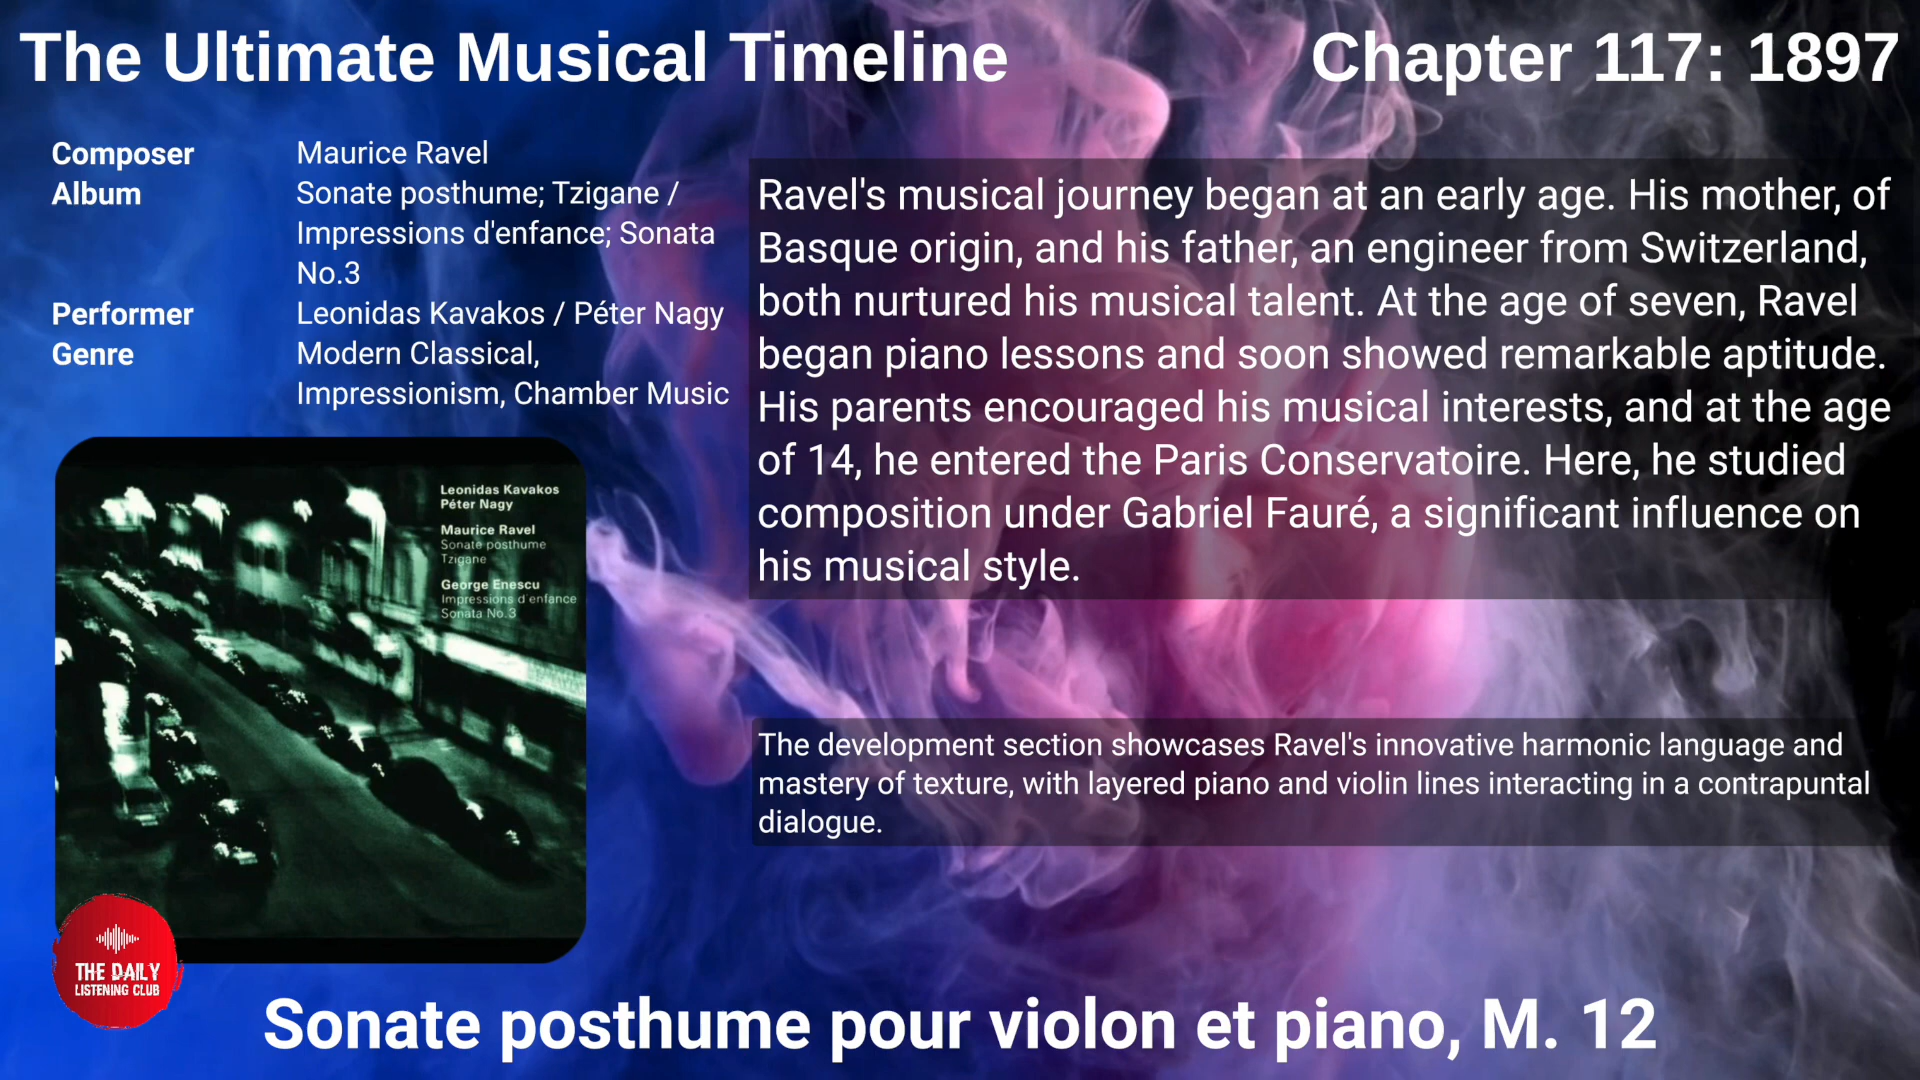 The Ultimate Musical Timeline
Chapter 117: 1897
Composer
Maurice Ravel
Album
Sonate posthume; Tzigane /
Impressions d'enfance; Sonata
No.3
Performer
Leonidas Kavakos / Péter Nagy
Genre
Modern Classical,
Impressionism, Chamber Music
Ravel's musical journey began at an early age. His mother, of
Basque origin, and his father, an engineer from Switzerland,
both nurtured his musical talent. At the age of seven, Ravel
began piano lessons and soon showed remarkable aptitude.
His parents encouraged his musical interests, and at the age
of 14, he entered the Paris Conservatoire. Here, he studied
composition under Gabriel Fauré, a significant influence on
his musical style.
Leonidas Kavakos
Péter Nagy
Maurice Ravel
Sonate posthume
Tzigane
George Enescu
Impressions d'enfance
Sonata No.3
The development section showcases Ravel's innovative harmonic language and
mastery of texture, with layered piano and violin lines interacting in a contrapuntal
dialogue.
THE DAILY
LISTENING CLUB
Sonate posthume pour violon et piano, M. 12